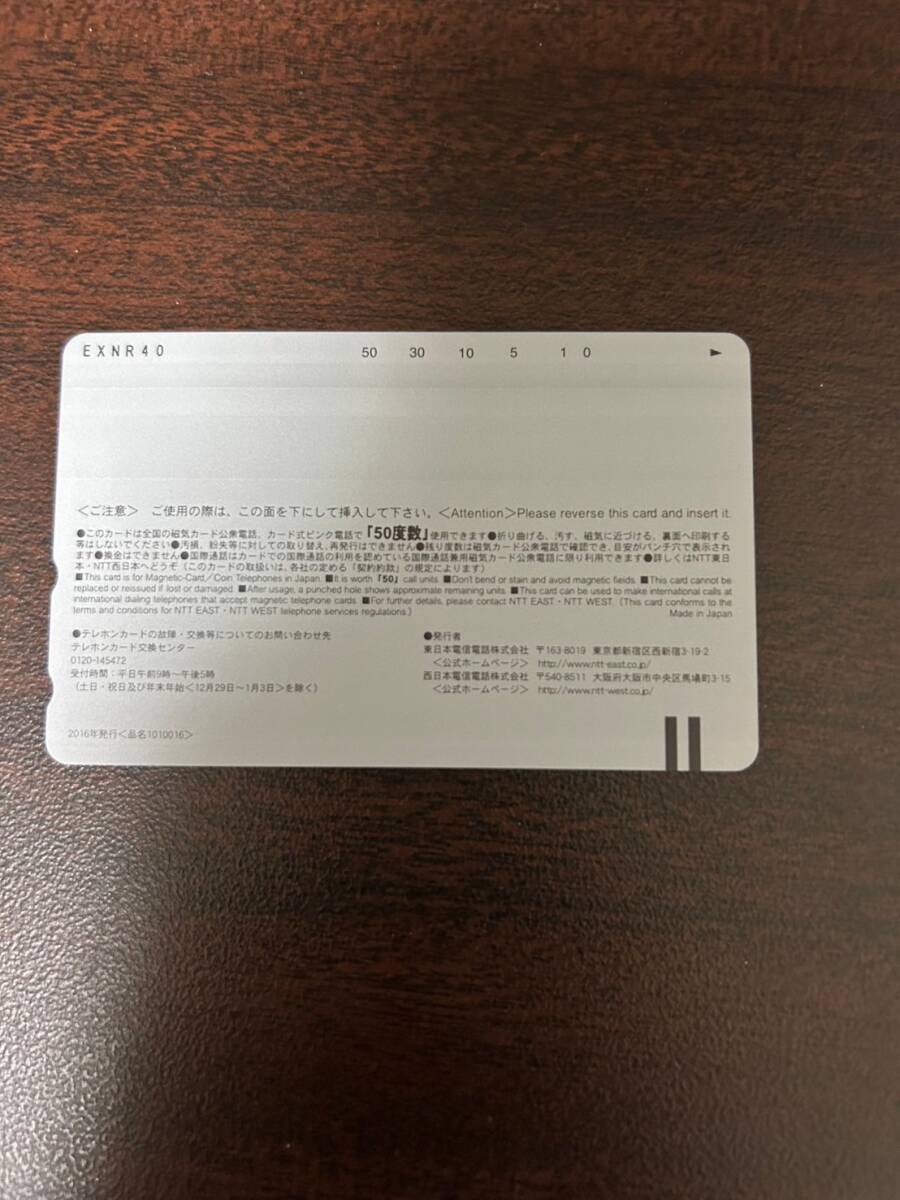 EXNR40 50 30 10 5 1 0 ►
＜ご注意＞ ご使用の際は、この面を下にして挿入して下さい。＜Attention＞Please reverse this card and insert it.
●このカードは全国の磁気カード公衆電話、カード式ピンク電話で「50度数」使用できます●折り曲げる、汚す、磁気に近づける、裏面へ印刷する
等はしないでください●汚損、紛失等に対しての取り替え、再発行はできません●残り度数は磁気カード公衆電話で確認でき、目安がパンチ穴で表示され
ます●換金はできません●国際通話はカードでの国際通話の利用を認めている国際通話兼用磁気カード公衆電話に限り利用できます●詳しくはNTT東日
本・NTT西日本へどうぞ（このカードの取扱いは、各社の定める「契約約款」の規定によります）
■This card is for Magnetic-Card／Coin Telephones in Japan. ■It is worth「50」call units. ■Don't bend or stain and avoid magnetic fields. ■This card cannot be
replaced or reissued if lost or damaged. ■After usage, a punched hole shows approximate remaining units. ■This card can be used to make international calls at
international dialing telephones that accept magnetic telephone cards. ■For further details, please contact NTT EAST・NTT WEST.（This card conforms to the
terms and conditions for NTT EAST・NTT WEST telephone services regulations.） Made in Japan
●テレホンカードの故障・交換等についてのお問い合わせ先
テレホンカード交換センター
0120-145472
受付時間：平日午前9時～午後5時
（土日・祝日及び年末年始＜12月29日～1月3日＞を除く）
●発行者
東日本電信電話株式会社 〒163-8019 東京都新宿区西新宿3-19-2
＜公式ホームページ＞ http://www.ntt-east.co.jp/
西日本電信電話株式会社 〒540-8511 大阪府大阪市中央区馬場町3-15
＜公式ホームページ＞ http://www.ntt-west.co.jp/
2016年発行＜品名1010016＞